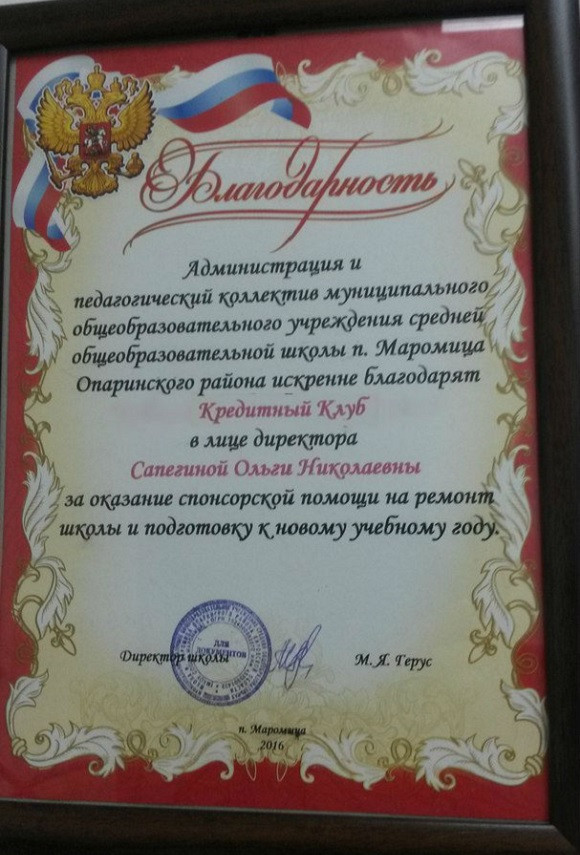 Благодарность
Администрация и
педагогический коллектив муниципального
общеобразовательного учреждения средней
общеобразовательной школы п. Маромица
Опаринского района искренне благодарят
Кредитный Клуб
в лице директора
Сапегиной Ольги Николаевны
за оказание спонсорской помощи на ремонт
школы и подготовку к новому учебному году.
ДЛЯ
ДОКУМЕНТОВ
Директор школы
М. Я. Герус
п. Маромица
2016